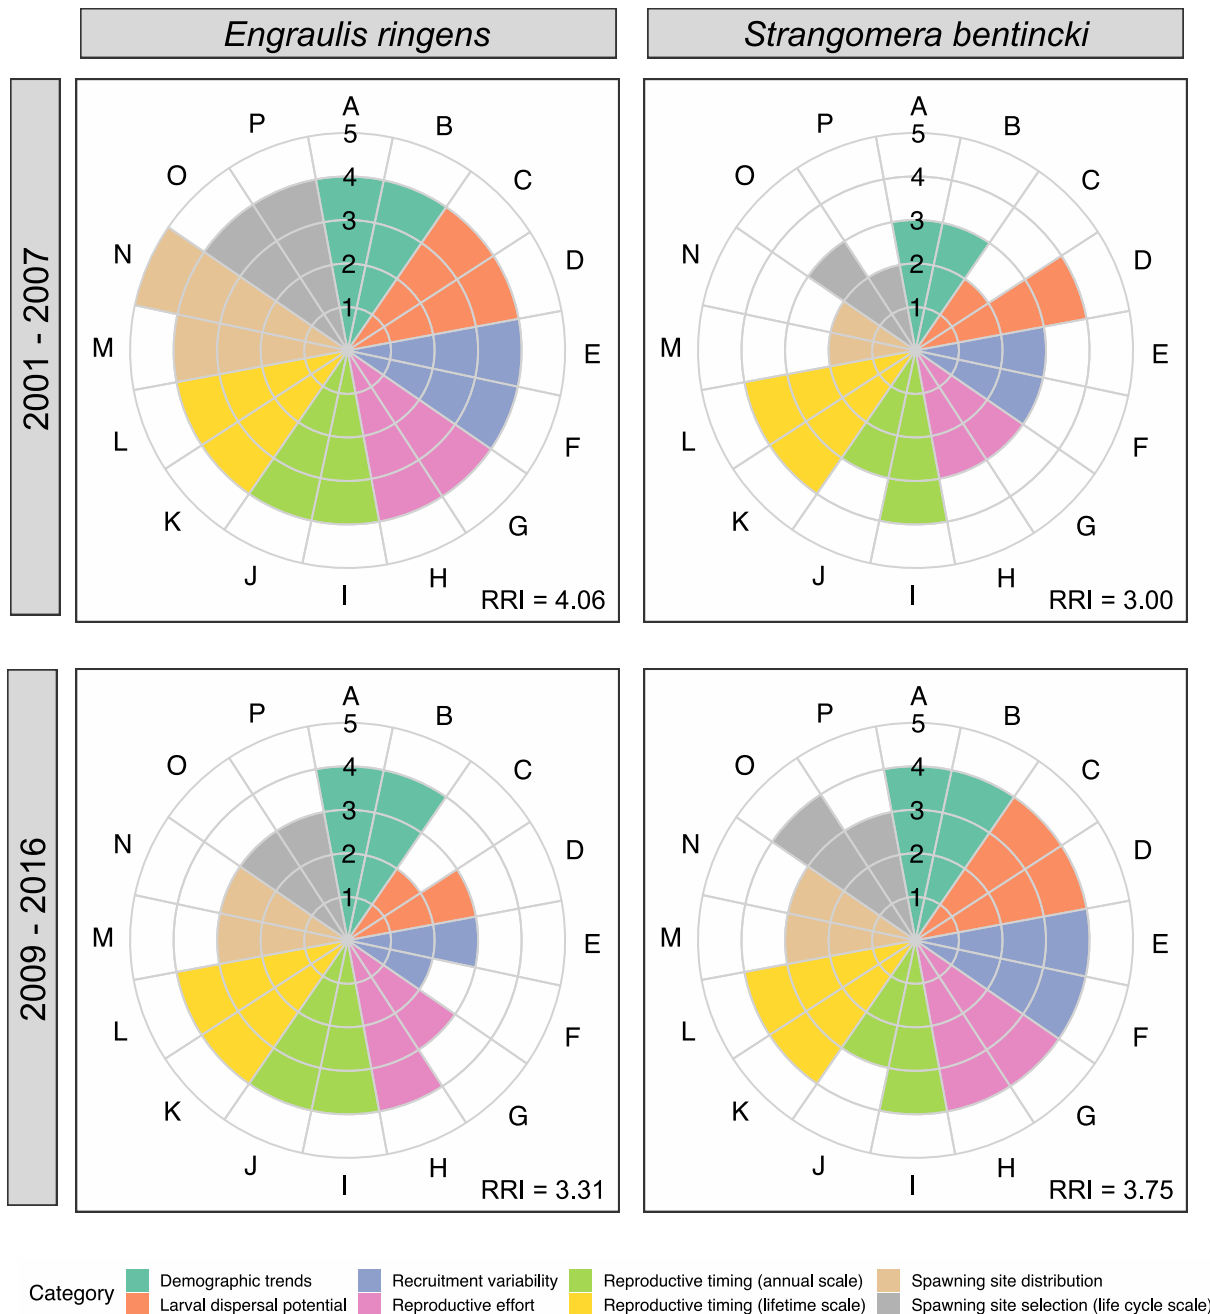 Engraulis ringens
Strangomera bentincki
2001 - 2007
A
B
C
D
E
F
G
H
I
J
K
L
M
N
O
P
5
4
3
2
1
RRI = 4.06
A
B
C
D
E
F
G
H
I
J
K
L
M
N
O
P
5
4
3
2
1
RRI = 3.00
2009 - 2016
A
B
C
D
E
F
G
H
I
J
K
L
M
N
O
P
5
4
3
2
1
RRI = 3.31
A
B
C
D
E
F
G
H
I
J
K
L
M
N
O
P
5
4
3
2
1
RRI = 3.75
Category
Demographic trends
Larval dispersal potential
Recruitment variability
Reproductive effort
Reproductive timing (annual scale)
Reproductive timing (lifetime scale)
Spawning site distribution
Spawning site selection (life cycle scale)